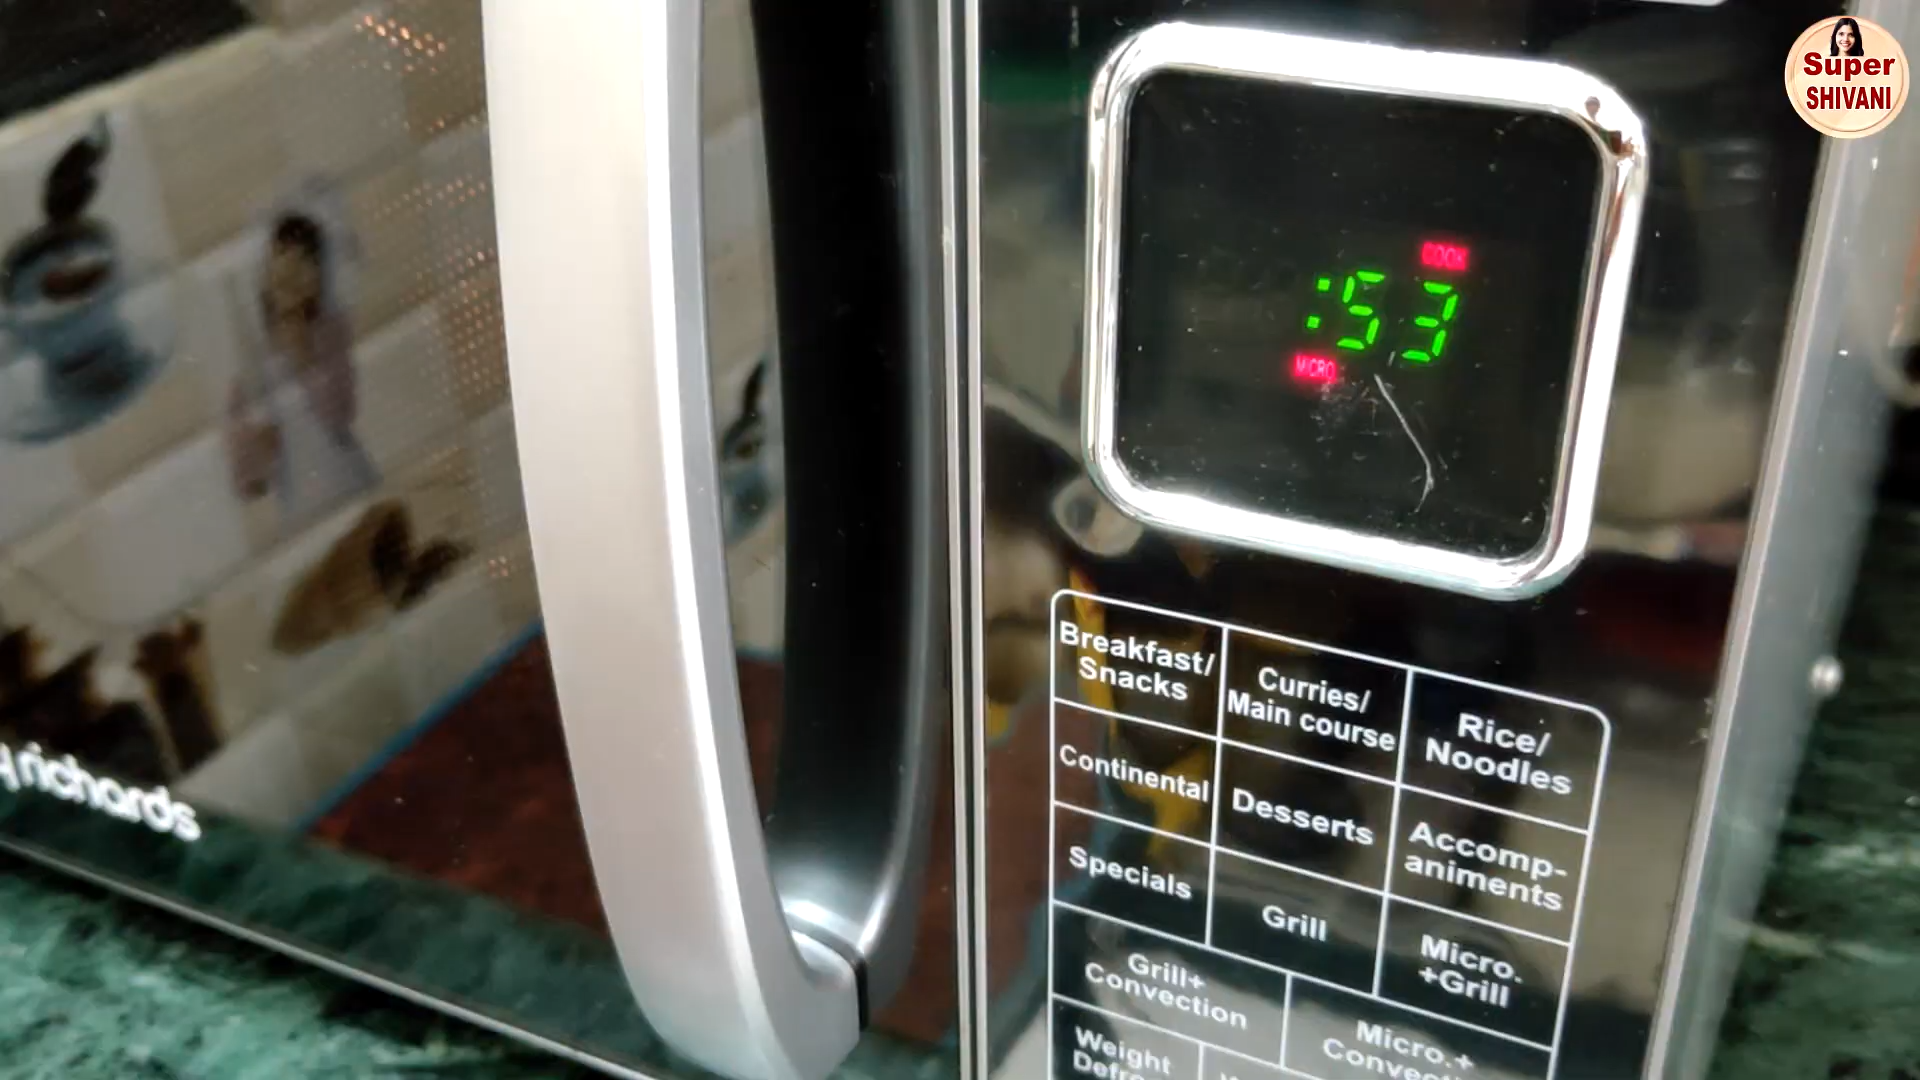 Super
SHIVANI
COOK
:53
MICRO
Breakfast/
Snacks
Curries/
Main course
Rice/
Noodles
Continental
Desserts
Accomp-
animents
Specials
Grill
Micro.
+Grill
Grill+
Convection
Micro.+
Weight
richards